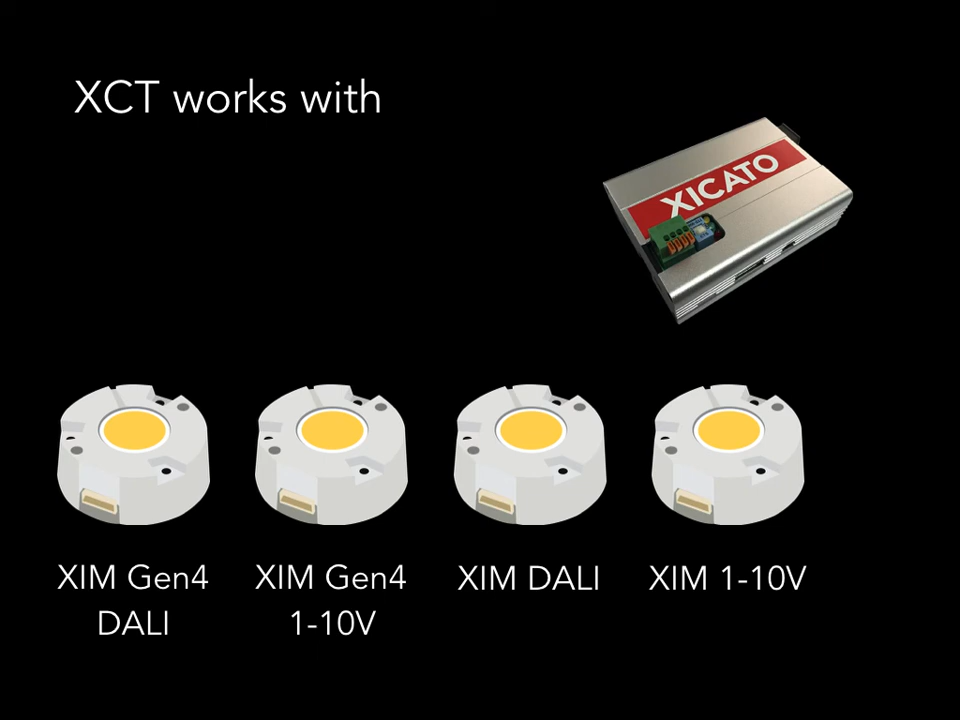 XCT works with
XICATO
XIM Gen4
DALI
XIM Gen4
1-10V
XIM DALI
XIM 1-10V